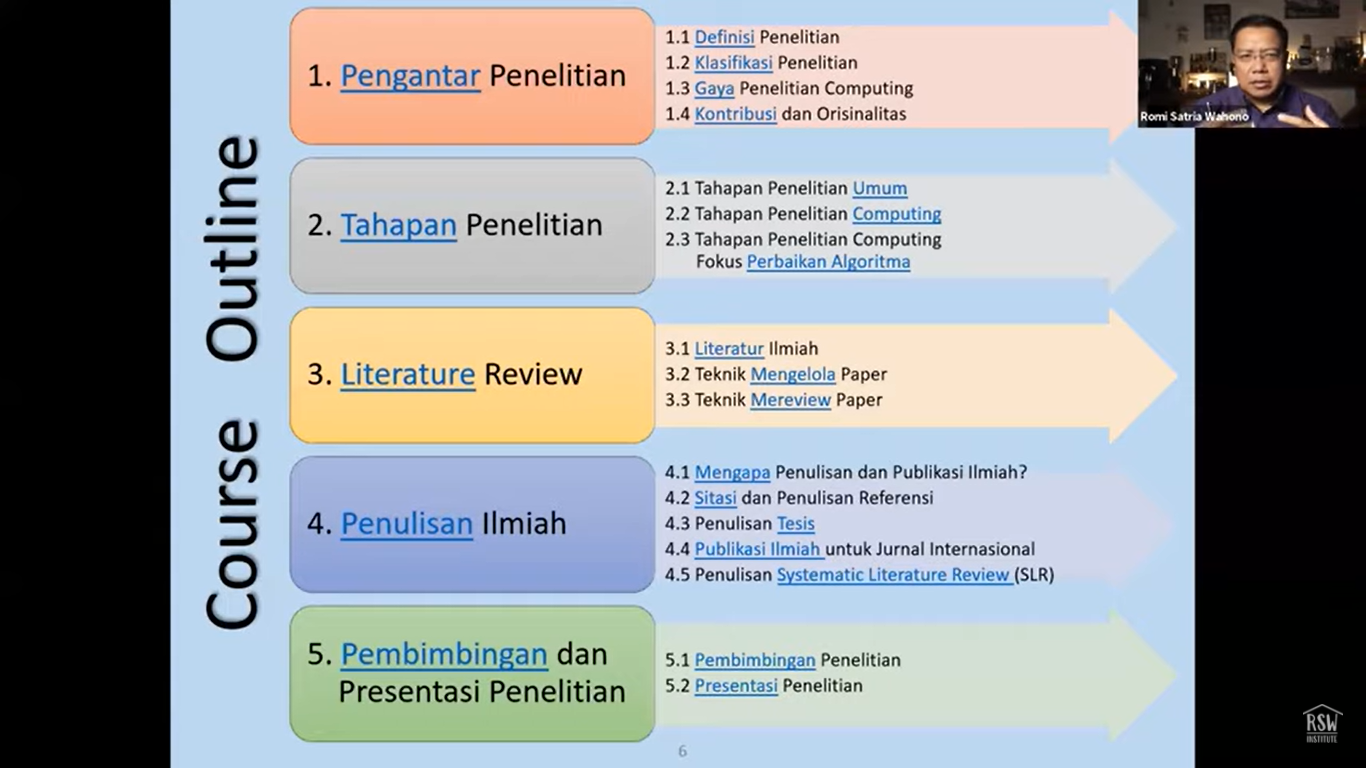 Course Outline
1. Pengantar Penelitian
1.1 Definisi Penelitian
1.2 Klasifikasi Penelitian
1.3 Gaya Penelitian Computing
1.4 Kontribusi dan Orisinalitas
2. Tahapan Penelitian
2.1 Tahapan Penelitian Umum
2.2 Tahapan Penelitian Computing
2.3 Tahapan Penelitian Computing
Fokus Perbaikan Algoritma
3. Literature Review
3.1 Literatur Ilmiah
3.2 Teknik Mengelola Paper
3.3 Teknik Mereview Paper
4. Penulisan Ilmiah
4.1 Mengapa Penulisan dan Publikasi Ilmiah?
4.2 Sitasi dan Penulisan Referensi
4.3 Penulisan Tesis
4.4 Publikasi Ilmiah untuk Jurnal Internasional
4.5 Penulisan Systematic Literature Review (SLR)
5. Pembimbingan dan
Presentasi Penelitian
5.1 Pembimbingan Penelitian
5.2 Presentasi Penelitian
6
Romi Satria Wahono
RSW
INSTITUTE